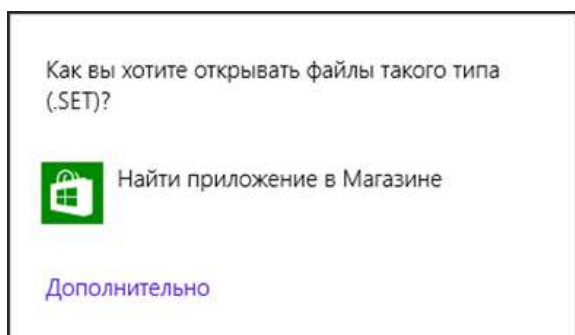 Как вы хотите открывать файлы такого типа
(.SET)?
Найти приложение в Магазине
Дополнительно